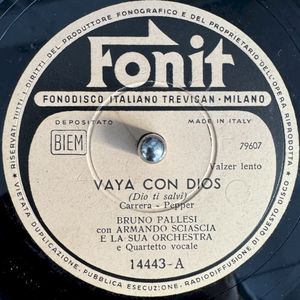 RISERVATI TUTTI I DIRITTI DEL PRODUTTORE FONOGRAFICO E DEL PROPRIETARIO DELL'OPERA RIPRODOTTA
Fonit
FONODISCO ITALIANO TREVISAN · MILANO
DEPOSITATO
MADE IN ITALY
BIEM
79607
Valzer lento
VAYA CON DIOS
(Dio ti salvi)
Carrera - Pepper
BRUNO PALLESI
con ARMANDO SCIASCIA
E LA SUA ORCHESTRA
e Quartetto vocale
14443-A
VIETATA DUPLICAZIONE, PUBBLICA ESECUZIONE, RADIODIFFUSIONE DI QUESTO DISCO